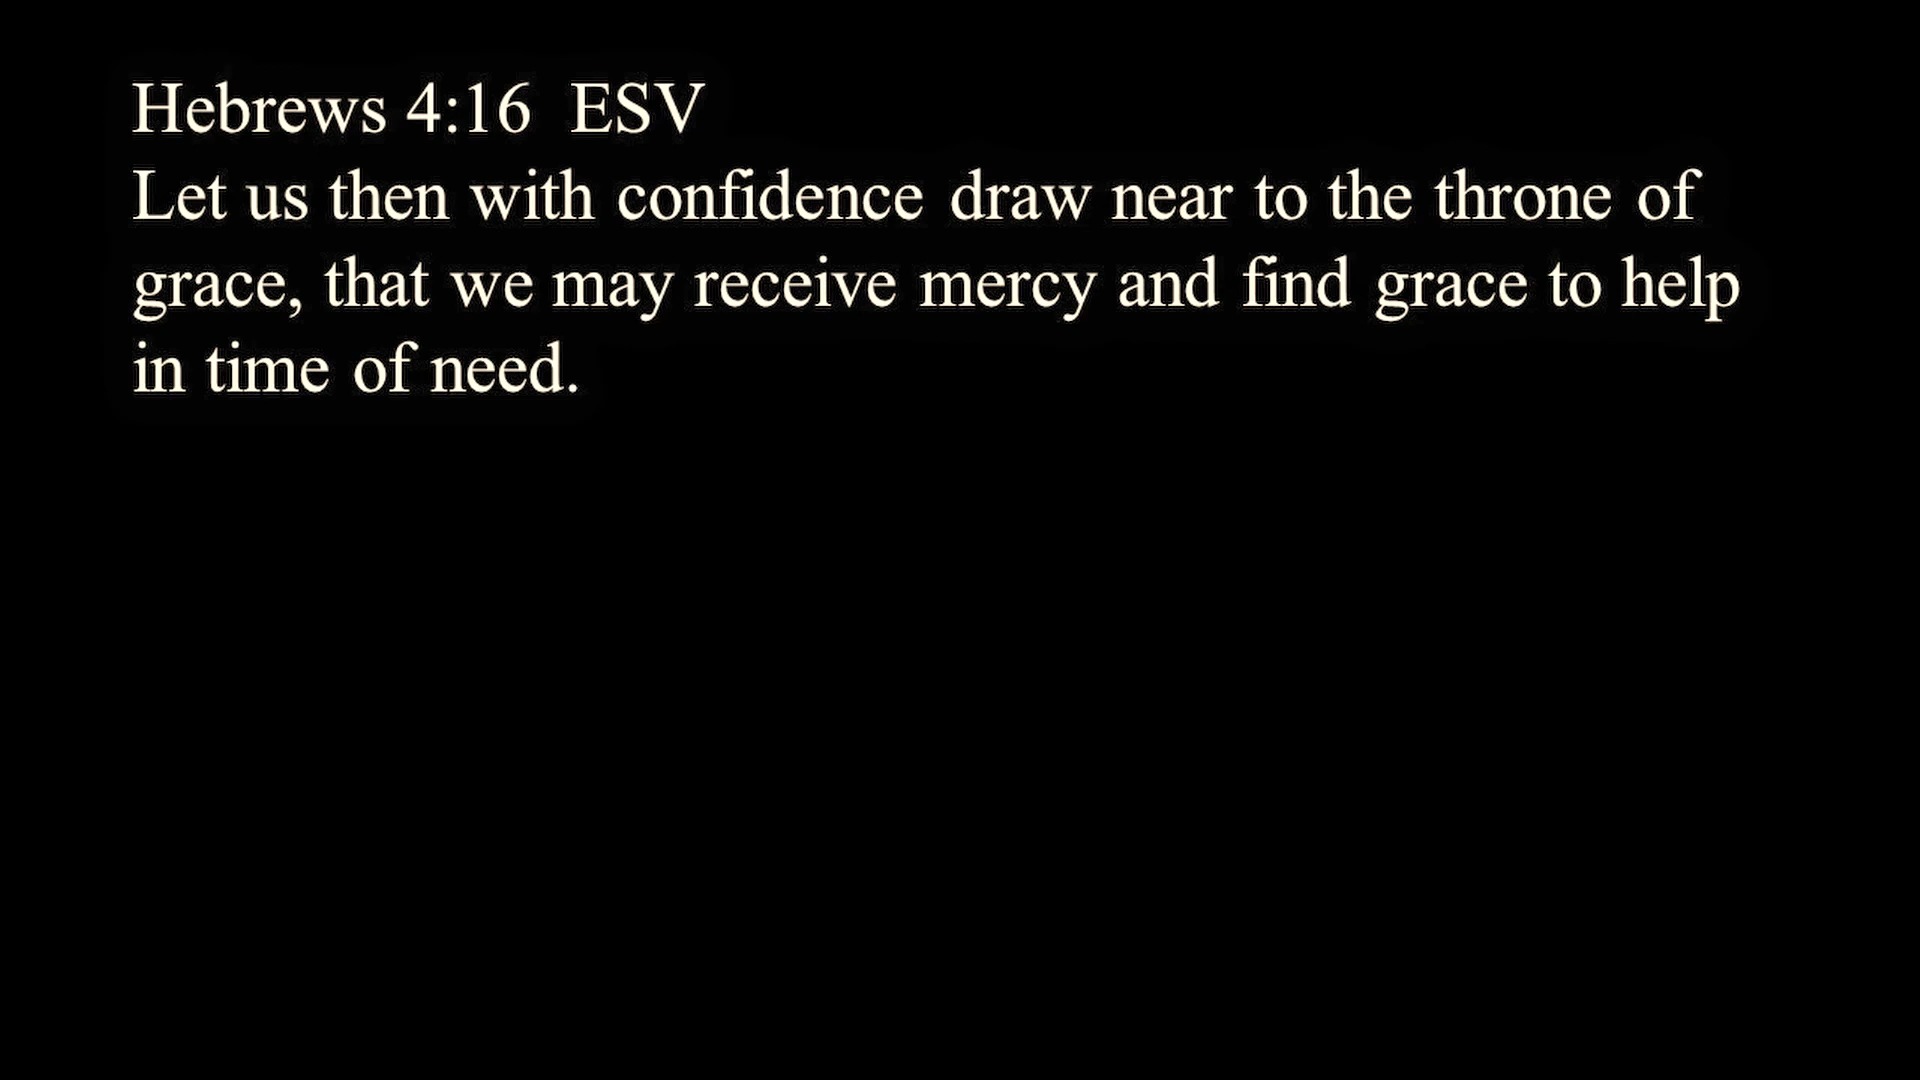 Hebrews 4:16  ESV
Let us then with confidence draw near to the throne of
grace, that we may receive mercy and find grace to help
in time of need.